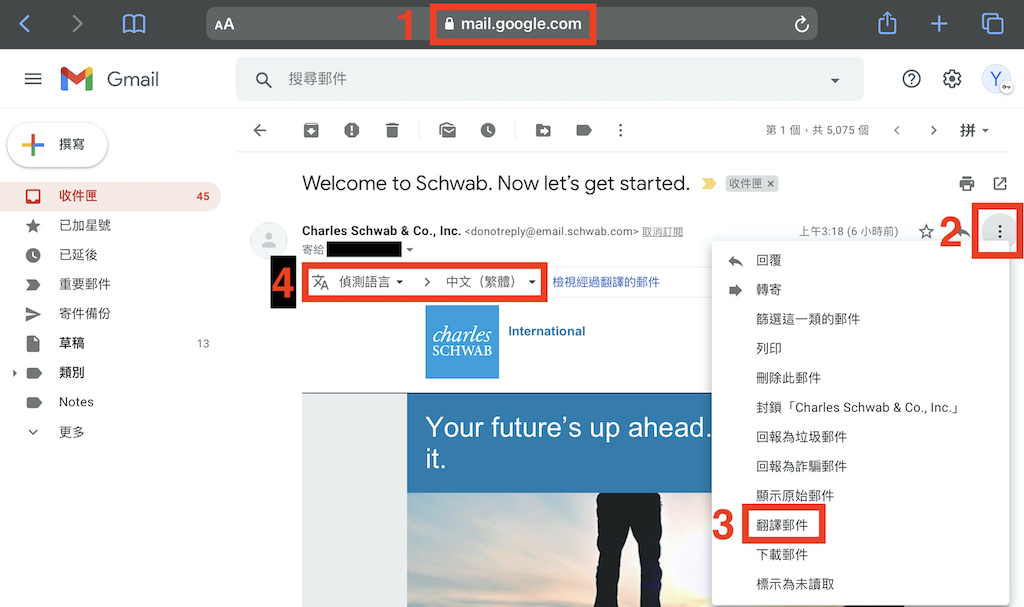 AA
1
mail.google.com
Gmail
搜尋郵件
Y
撰寫
第 1 個，共 5,075 個
拼
收件匣 45
已加星號
已延後
重要郵件
寄件備份
草稿 13
類別
Notes
更多
Welcome to Schwab. Now let's get started.
收件匣 ×
Charles Schwab & Co., Inc. <donotreply@email.schwab.com> 取消訂閱
上午3:18 (6 小時前)
2
寄給
4
偵測語言 > 中文（繁體）
檢視經過翻譯的郵件
charles
SCHWAB
International
Your future's up ahead.
it.
回覆
轉寄
篩選這一類的郵件
列印
刪除此郵件
封鎖「Charles Schwab & Co., Inc.」
回報為垃圾郵件
回報為詐騙郵件
顯示原始郵件
3
翻譯郵件
下載郵件
標示為未讀取